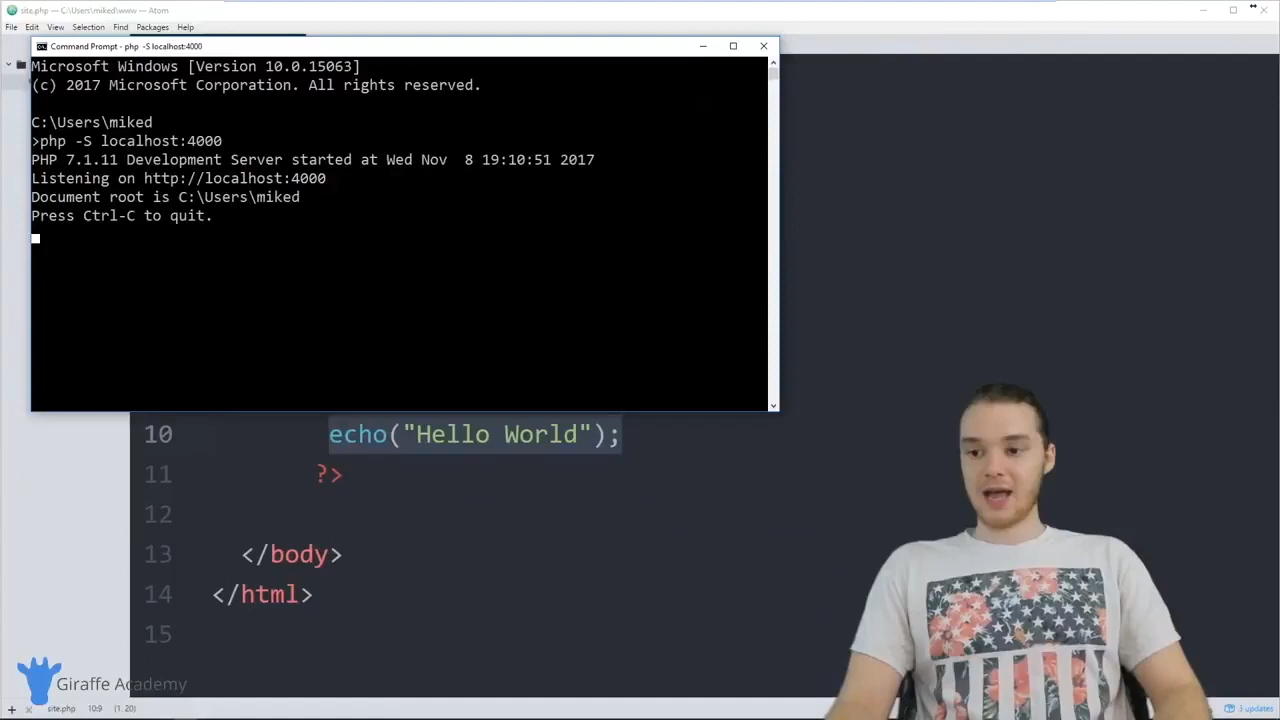 site.php — C:\Users\miked\www — Atom
File Edit View Selection Find Packages Help
Command Prompt - php -S localhost:4000
Microsoft Windows [Version 10.0.15063]
(c) 2017 Microsoft Corporation. All rights reserved.
C:\Users\miked
>php -S localhost:4000
PHP 7.1.11 Development Server started at Wed Nov  8 19:10:51 2017
Listening on http://localhost:4000
Document root is C:\Users\miked
Press Ctrl-C to quit.
10 echo("Hello World");
11 ?>
12
13 </body>
14 </html>
15
Giraffe Academy
site.php 10:9 (1, 20) 3 updates